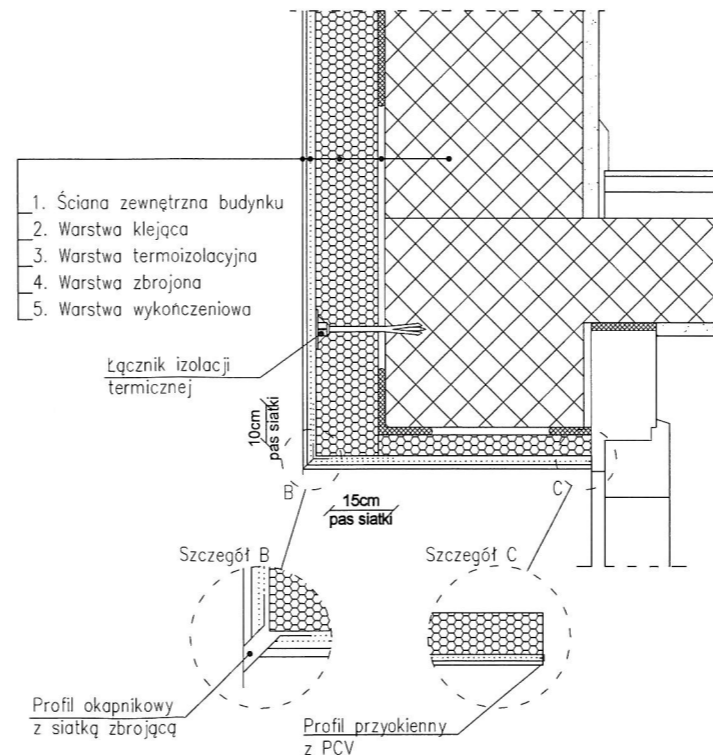 1. Ściana zewnętrzna budynku
2. Warstwa klejąca
3. Warstwa termoizolacyjna
4. Warstwa zbrojona
5. Warstwa wykończeniowa
Łącznik izolacji
termicznej
10cm
pas siatki
B
15cm
pas siatki
C
Szczegół B
Szczegół C
Profil okapnikowy
z siatką zbrojącą
Profil przyokienny
z PCV